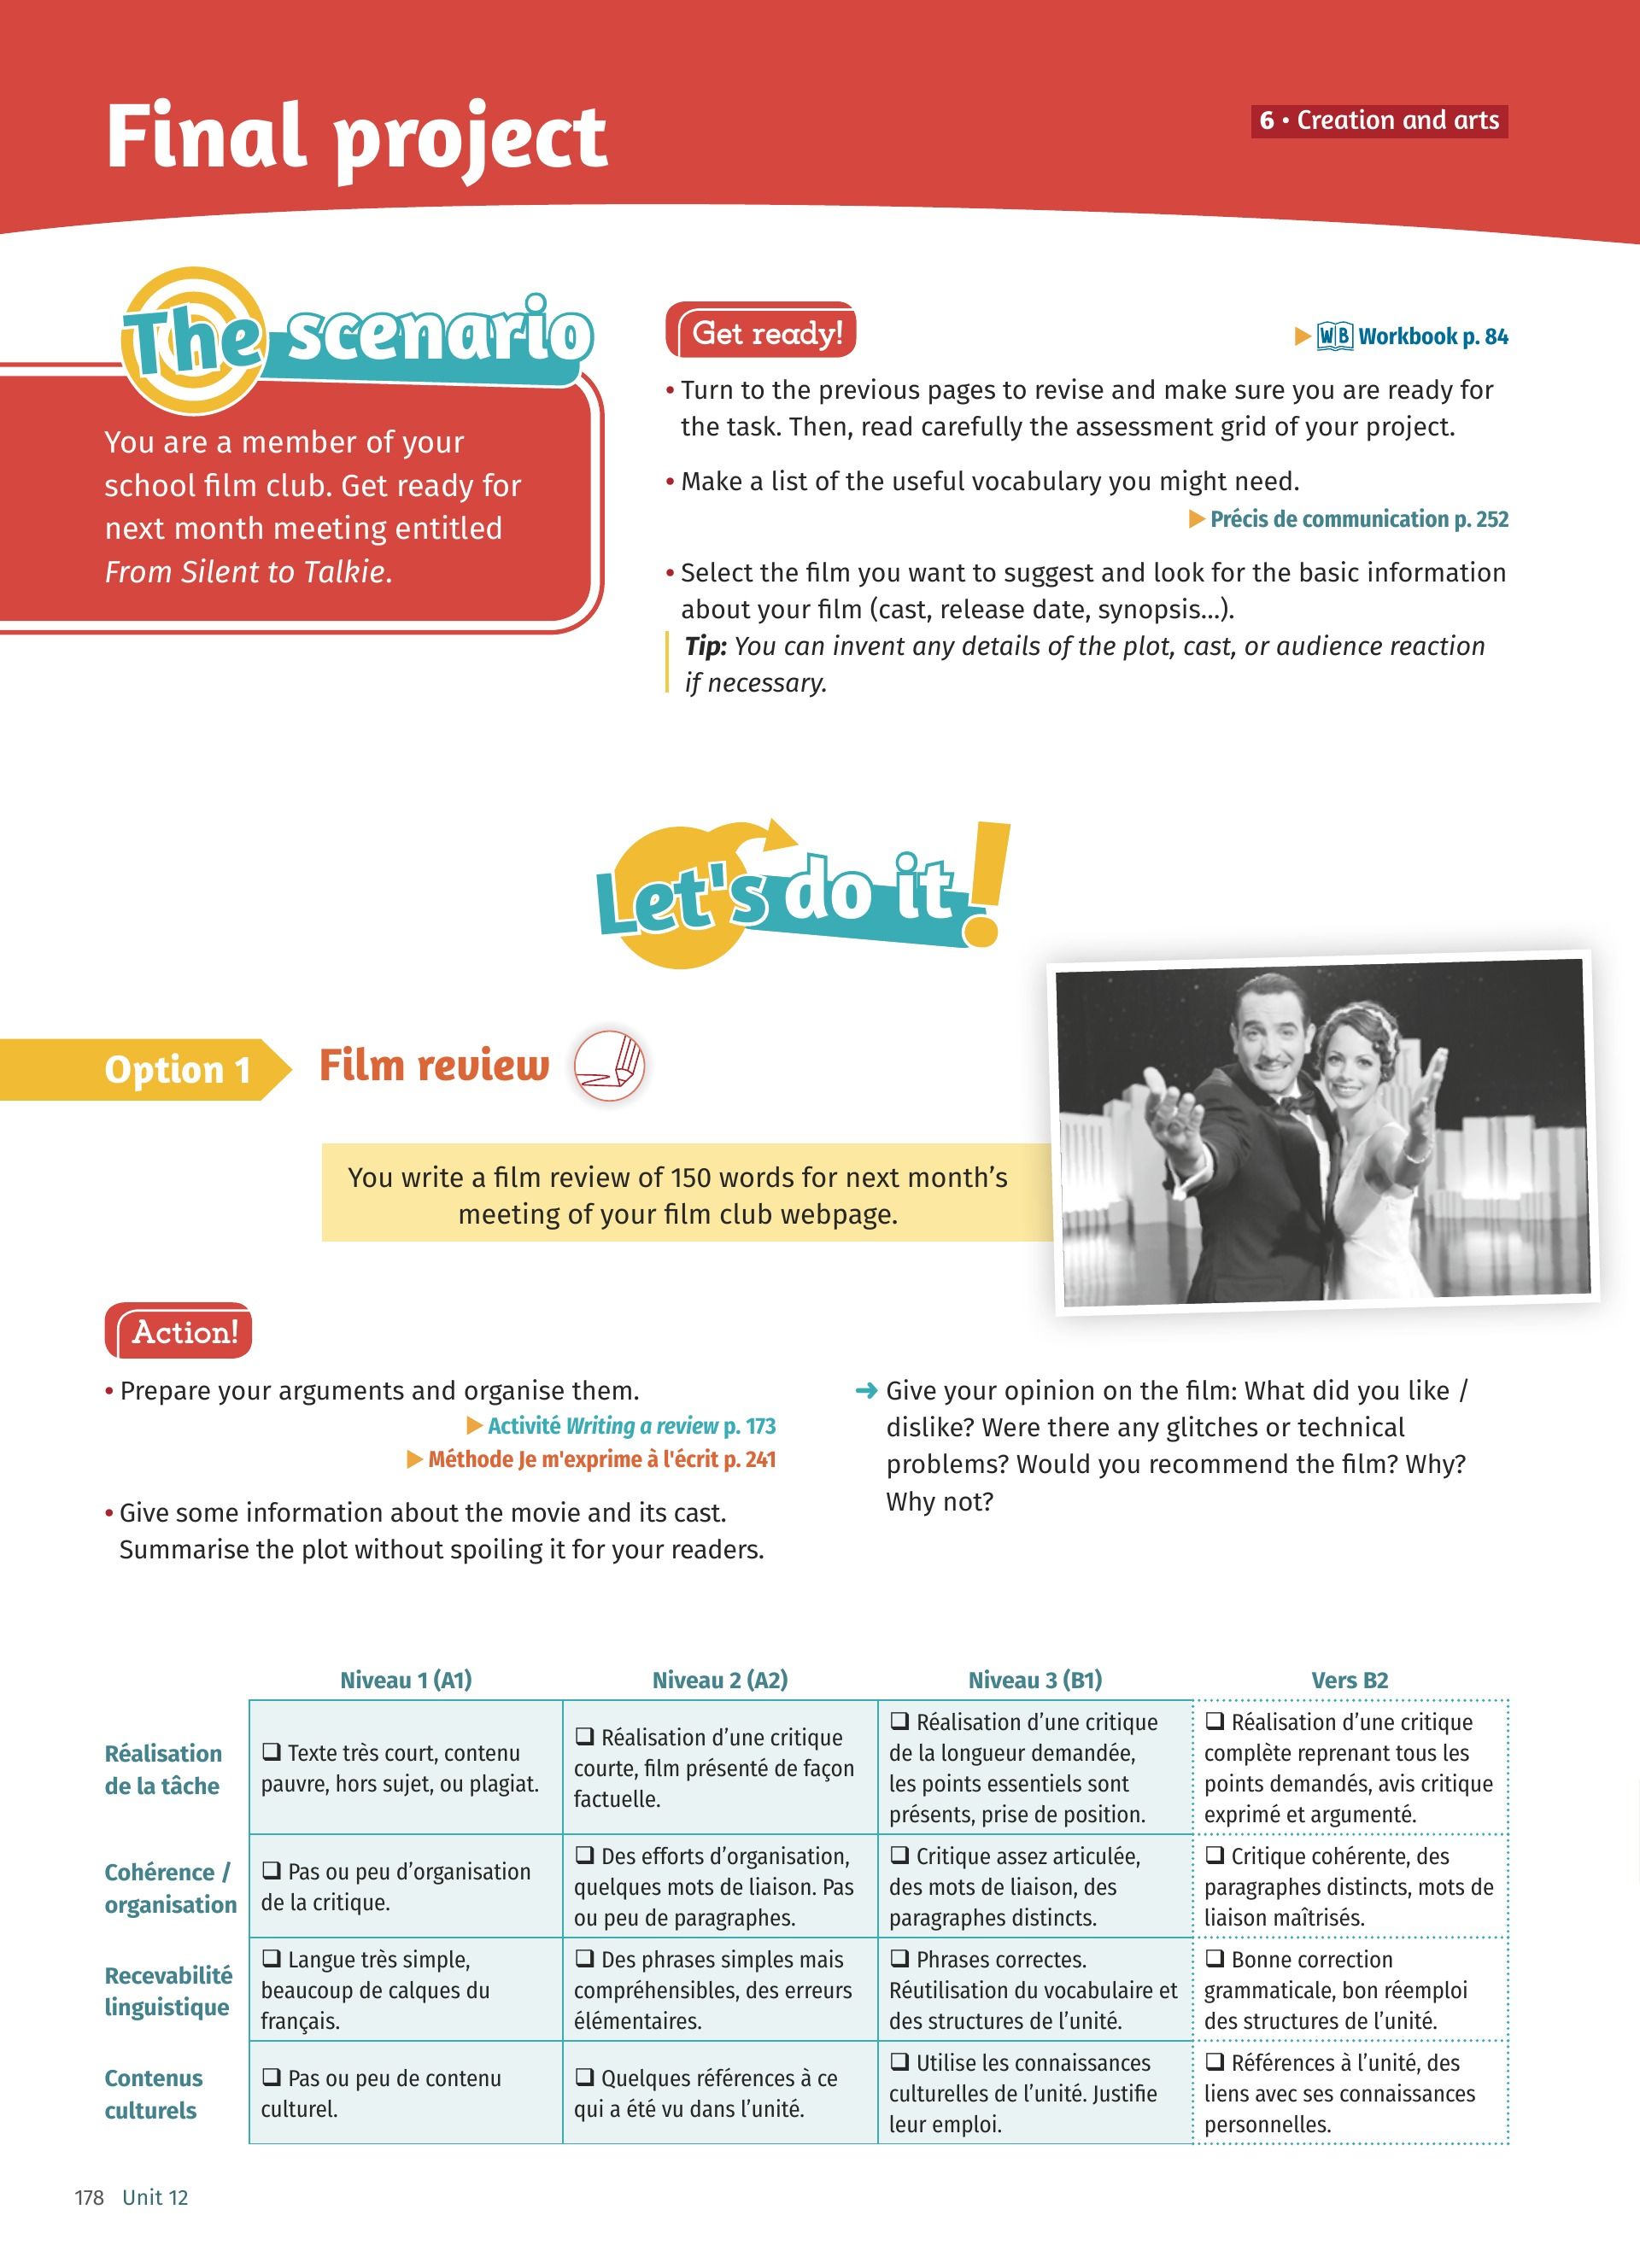 Final project
6 • Creation and arts
The scenario
You are a member of your
school film club. Get ready for
next month meeting entitled
From Silent to Talkie.
Get ready!
▶ WB Workbook p. 84
• Turn to the previous pages to revise and make sure you are ready for
the task. Then, read carefully the assessment grid of your project.
• Make a list of the useful vocabulary you might need.
▶ Précis de communication p. 252
• Select the film you want to suggest and look for the basic information
about your film (cast, release date, synopsis...).
Tip: You can invent any details of the plot, cast, or audience reaction
if necessary.
Let's do it!
Option 1
Film review
You write a film review of 150 words for next month's
meeting of your film club webpage.
Action!
• Prepare your arguments and organise them.
▶ Activité Writing a review p. 173
▶ Méthode Je m'exprime à l'écrit p. 241
• Give some information about the movie and its cast.
Summarise the plot without spoiling it for your readers.
➜ Give your opinion on the film: What did you like /
dislike? Were there any glitches or technical
problems? Would you recommend the film? Why?
Why not?
Niveau 1 (A1)
Niveau 2 (A2)
Niveau 3 (B1)
Vers B2
Réalisation
de la tâche
❑ Texte très court, contenu
pauvre, hors sujet, ou plagiat.
❑ Réalisation d'une critique
courte, film présenté de façon
factuelle.
❑ Réalisation d'une critique
de la longueur demandée,
les points essentiels sont
présents, prise de position.
❑ Réalisation d'une critique
complète reprenant tous les
points demandés, avis critique
exprimé et argumenté.
Cohérence /
organisation
❑ Pas ou peu d'organisation
de la critique.
❑ Des efforts d'organisation,
quelques mots de liaison. Pas
ou peu de paragraphes.
❑ Critique assez articulée,
des mots de liaison, des
paragraphes distincts.
❑ Critique cohérente, des
paragraphes distincts, mots de
liaison maîtrisés.
Recevabilité
linguistique
❑ Langue très simple,
beaucoup de calques du
français.
❑ Des phrases simples mais
compréhensibles, des erreurs
élémentaires.
❑ Phrases correctes.
Réutilisation du vocabulaire et
des structures de l'unité.
❑ Bonne correction
grammaticale, bon réemploi
des structures de l'unité.
Contenus
culturels
❑ Pas ou peu de contenu
culturel.
❑ Quelques références à ce
qui a été vu dans l'unité.
❑ Utilise les connaissances
culturelles de l'unité. Justifie
leur emploi.
❑ Références à l'unité, des
liens avec ses connaissances
personnelles.
178 Unit 12